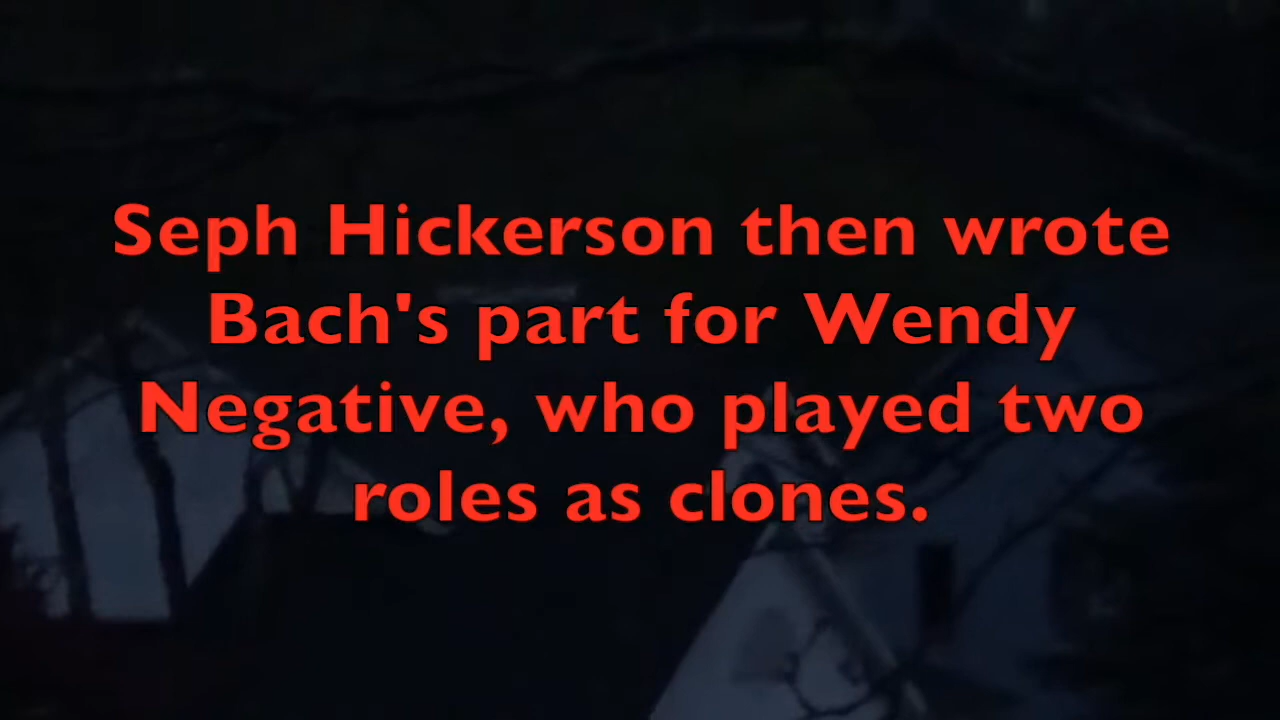 Seph Hickerson then wrote
Bach's part for Wendy
Negative, who played two
roles as clones.